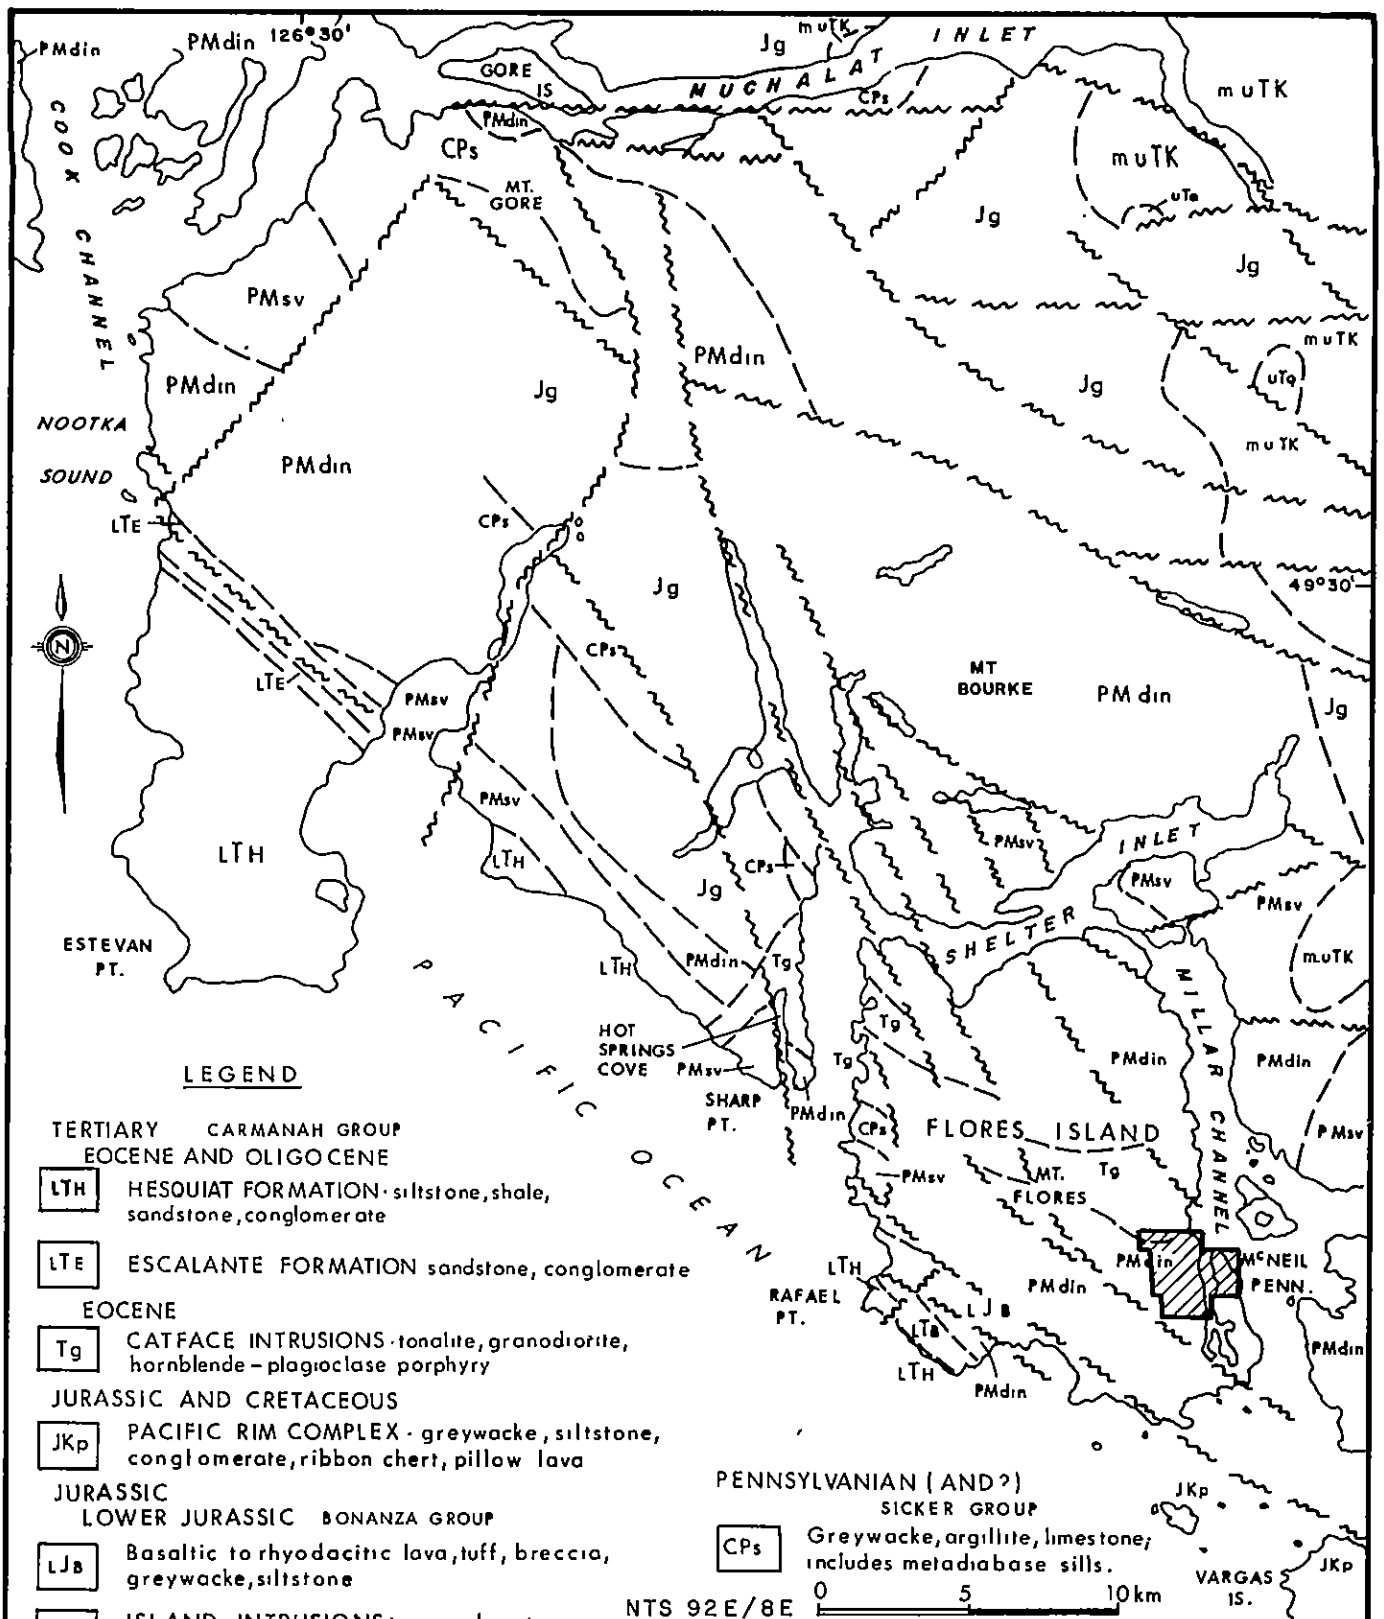 PMdin
PMdin
126°30'
muTK
INLET
Jg
GORE
IS
MUCHALAT
CPs
muTK
PMdin
COOK CHANNEL
CPs
muTK
MT.
GORE
uTa
Jg
Jg
PMsv
muTK
PMdin
PMdin
uTq
Jg
Jg
NOOTKA
SOUND
muTK
PMdin
LTE
CPs
Jg
49°30'
N
CPs
MT
BOURKE
PMdin
LTE
PMsv
Jg
PMsv
PMsv
PMsv
INLET
LTH
LTH
CPs
PMsv
Jg
PMsv
ESTEVAN
PT.
SHELTER
LTH
PMdin
Tg
muTK
PACIFIC OCEAN
MILLAR CHANNEL
HOT
SPRINGS
COVE
Tg
Tg
PMdin
PMdin
PMsv
SHARP
PT.
PMdin
CPs
FLORES ISLAND
PMsv
PMsv
MT.
FLORES
Tg
LTH
PMdin
McNEIL
PENN.
RAFAEL
PT.
PMdin
LJB
LTB
LTH
PMdin
PMdin
JKp
VARGAS
IS.
JKp
LEGEND
TERTIARY CARMANAH GROUP
EOCENE AND OLIGOCENE
LTH HESQUIAT FORMATION · siltstone, shale,
sandstone, conglomerate
LTE ESCALANTE FORMATION sandstone, conglomerate
EOCENE
Tg CATFACE INTRUSIONS · tonalite, granodiorite,
hornblende – plagioclase porphyry
JURASSIC AND CRETACEOUS
JKp PACIFIC RIM COMPLEX - greywacke, siltstone,
conglomerate, ribbon chert, pillow lava
JURASSIC
LOWER JURASSIC BONANZA GROUP
LJB Basaltic to rhyodacitic lava, tuff, breccia,
greywacke, siltstone
ISLAND INTRUSIONS
PENNSYLVANIAN (AND?)
SICKER GROUP
CPs Greywacke, argillite, limestone;
includes metadiabase sills.
NTS 92E/8E
0 5 10 km